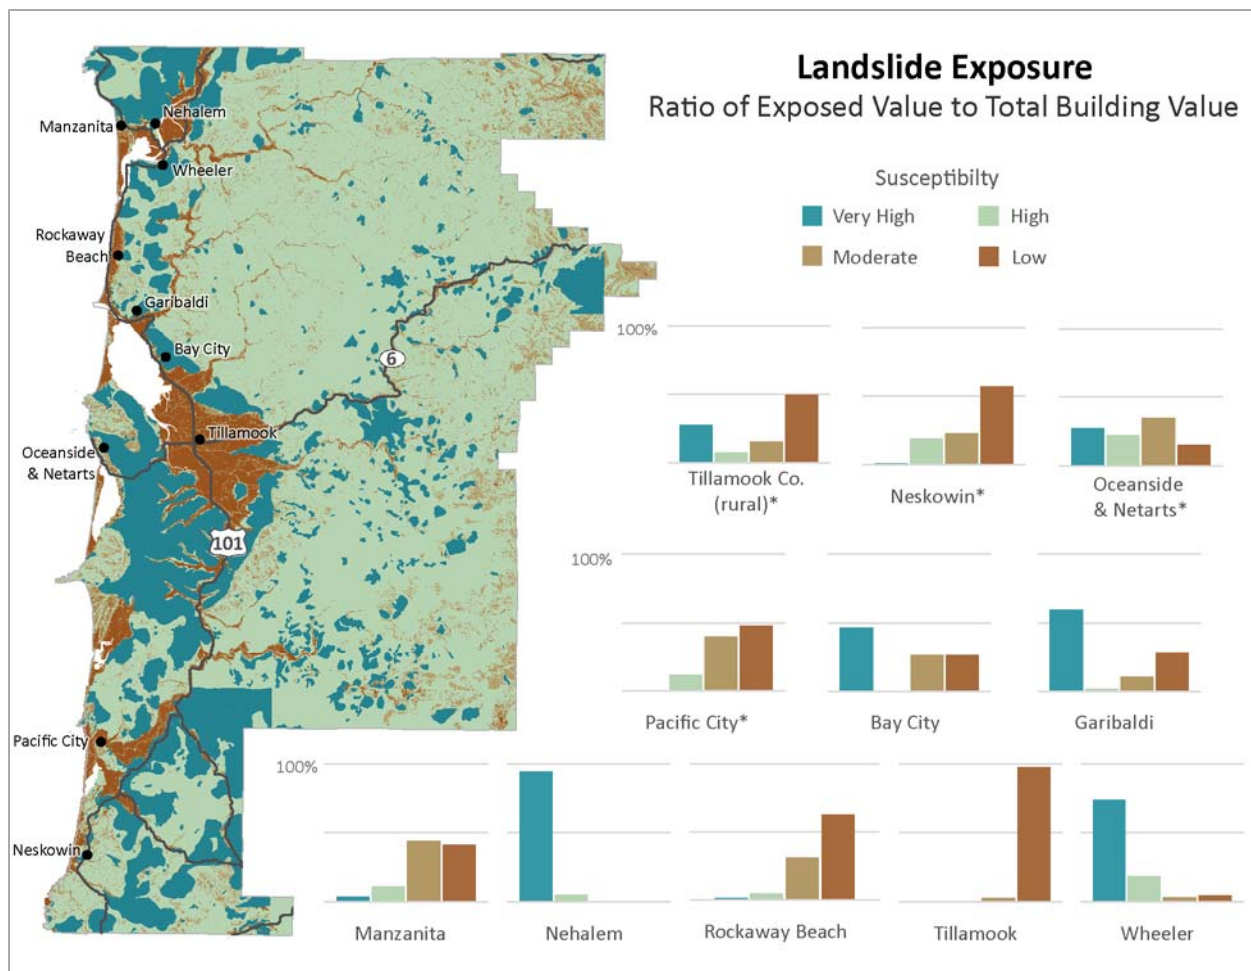 Landslide Exposure
Ratio of Exposed Value to Total Building Value
Susceptibilty
Very High
High
Moderate
Low
Nehalem
Manzanita
Wheeler
Rockaway
Beach
Garibaldi
Bay City
6
Tillamook
Oceanside
& Netarts
101
Pacific City
Neskowin
100%
Tillamook Co.
(rural)*
Neskowin*
Oceanside
& Netarts*
100%
Pacific City*
Bay City
Garibaldi
100%
Manzanita
Nehalem
Rockaway Beach
Tillamook
Wheeler